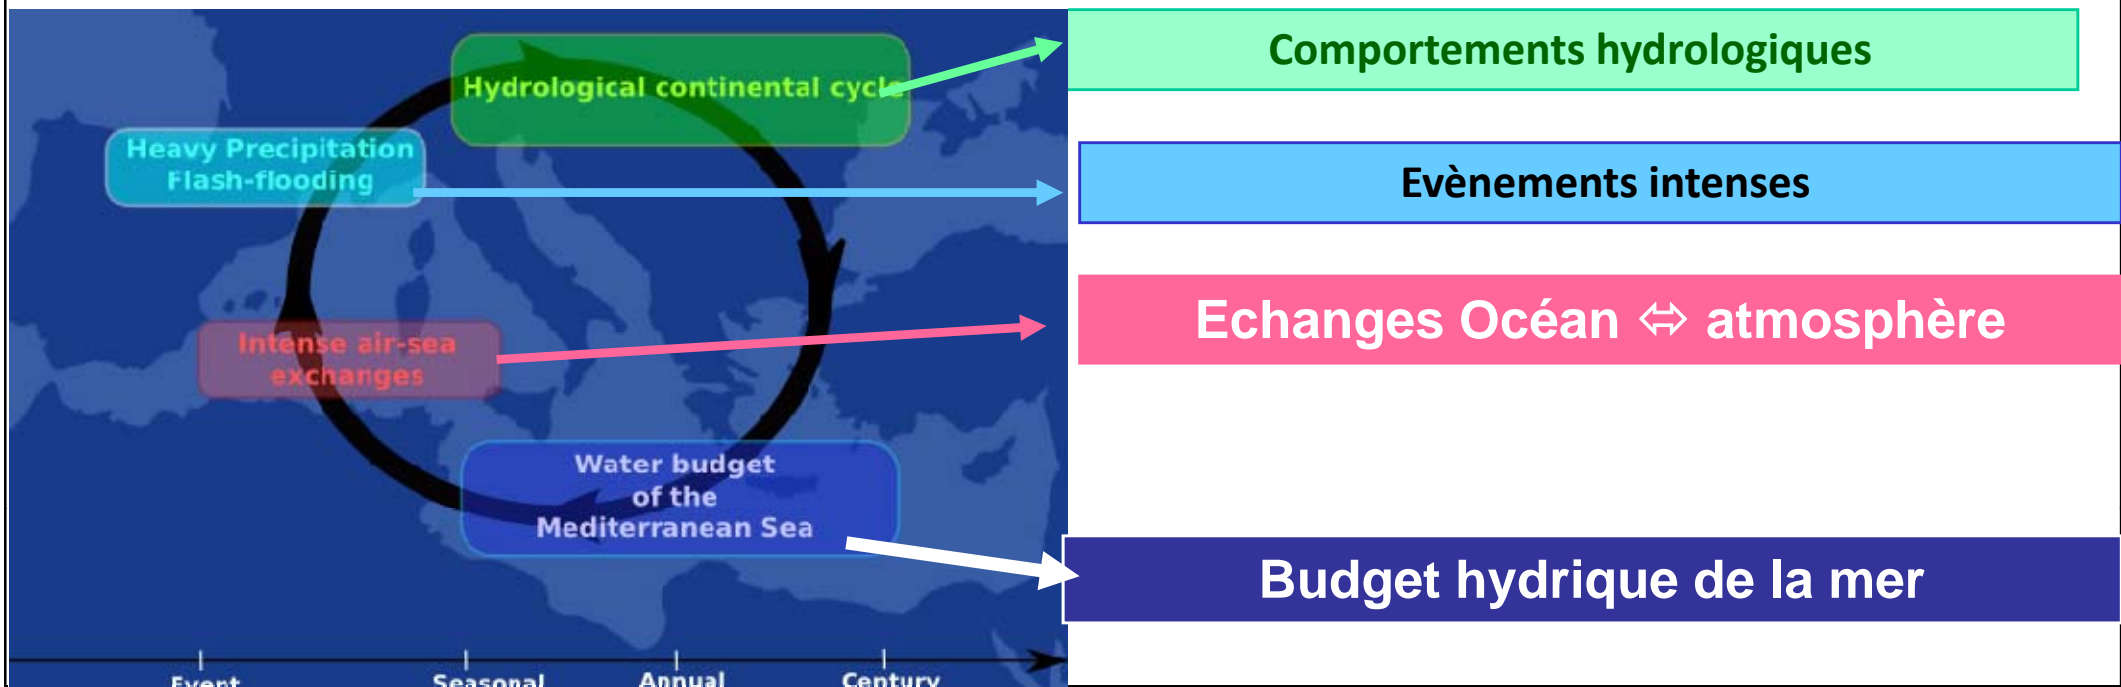 Hydrological continental cycle
Heavy Precipitation
Flash-flooding
Intense air-sea
exchanges
Water budget
of the
Mediterranean Sea
Event
Seasonal
Annual
Century
Comportements hydrologiques
Evènements intenses
Echanges Océan ⇔ atmosphère
Budget hydrique de la mer